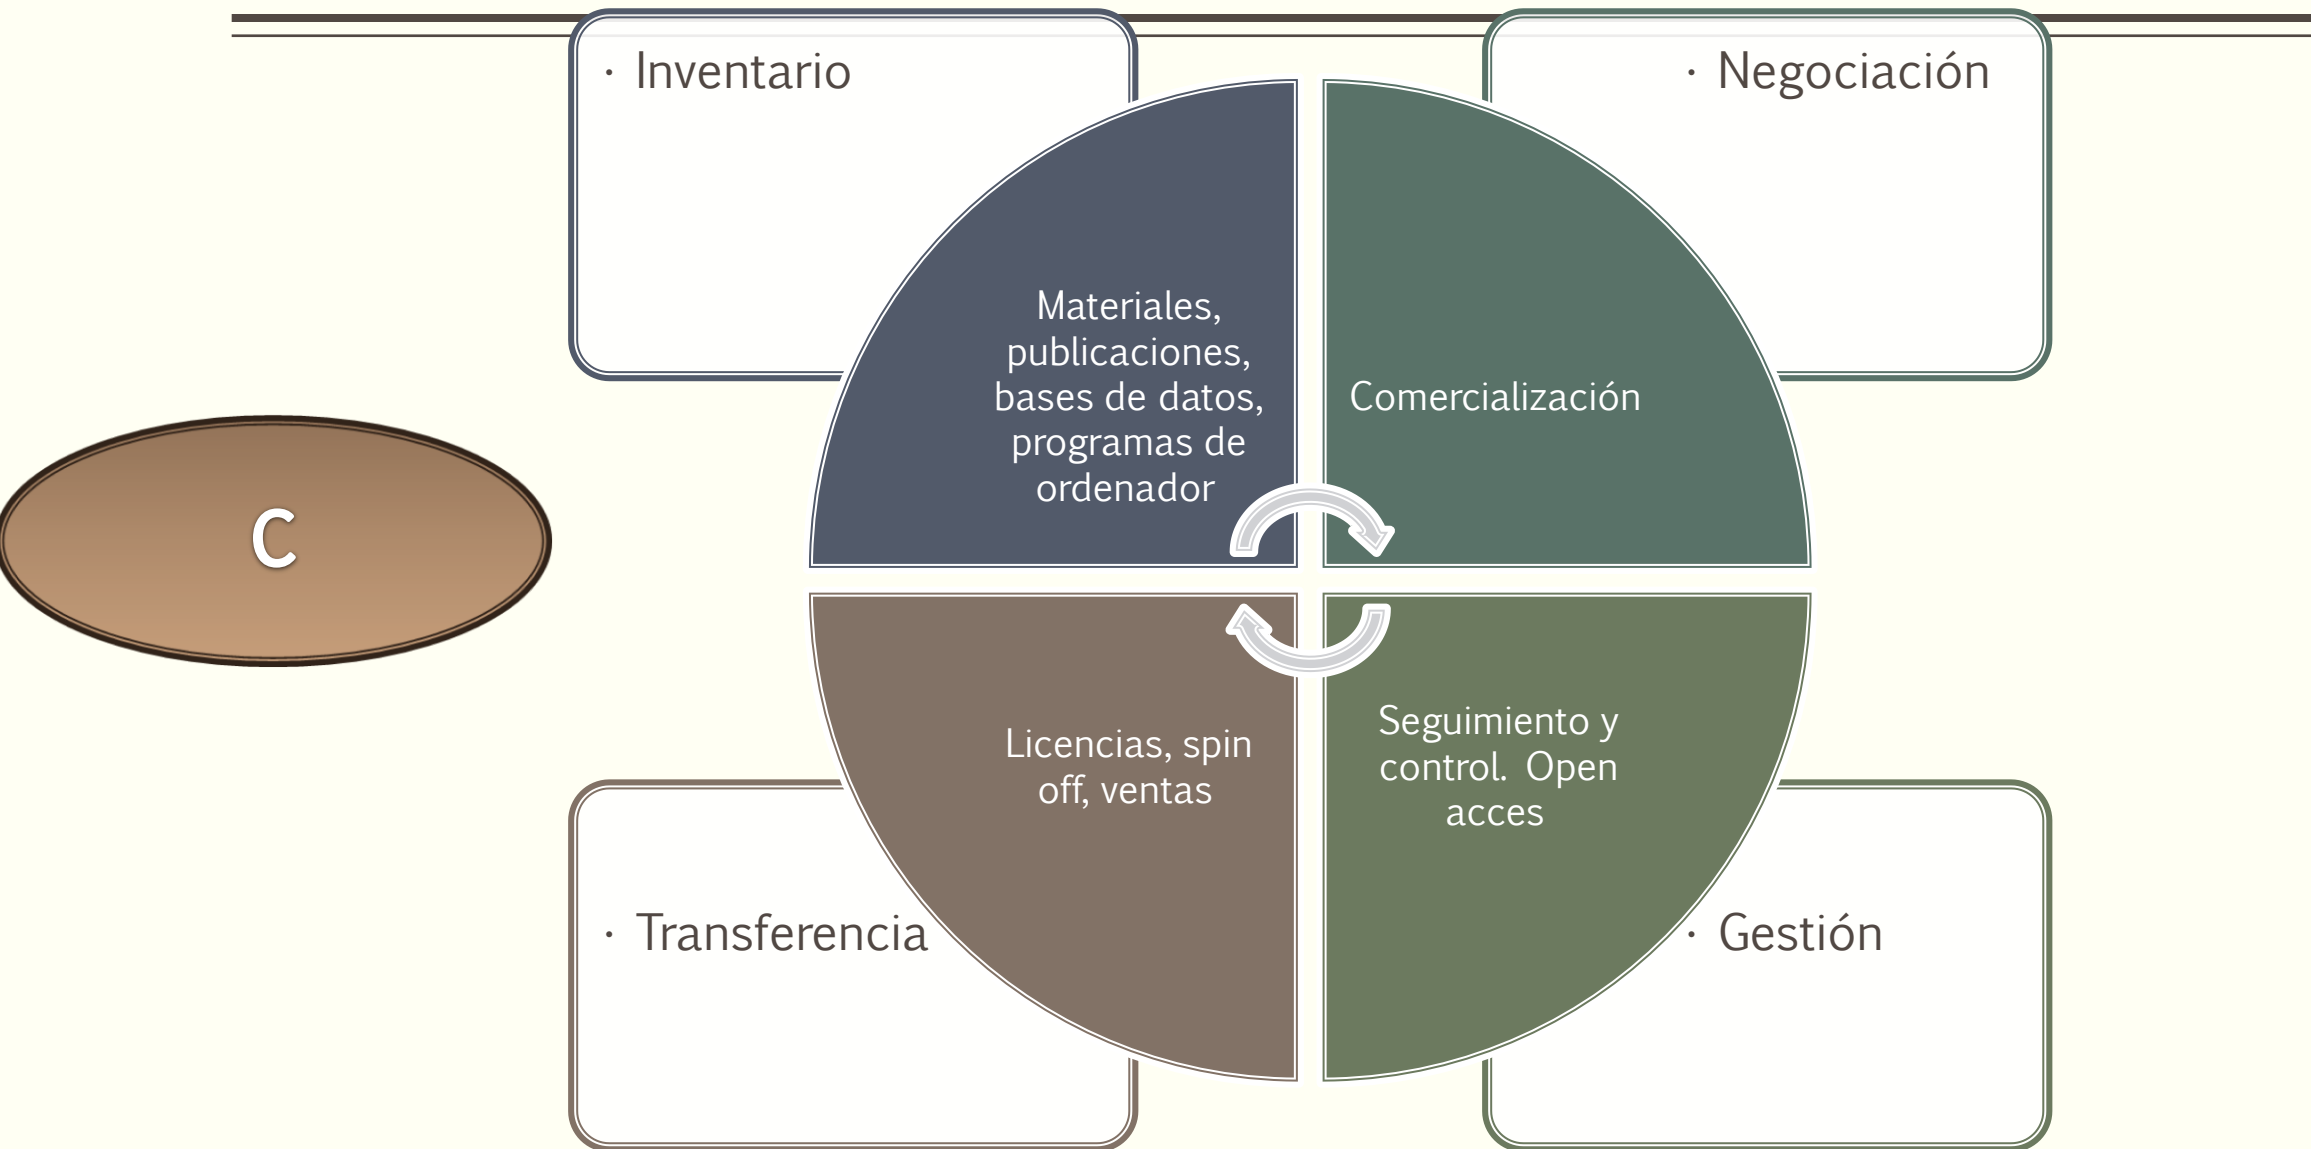 · Inventario
· Negociación
Materiales,
publicaciones,
bases de datos,
programas de
ordenador
Comercialización
C
Licencias, spin
off, ventas
Seguimiento y
control. Open
acces
· Transferencia
· Gestión